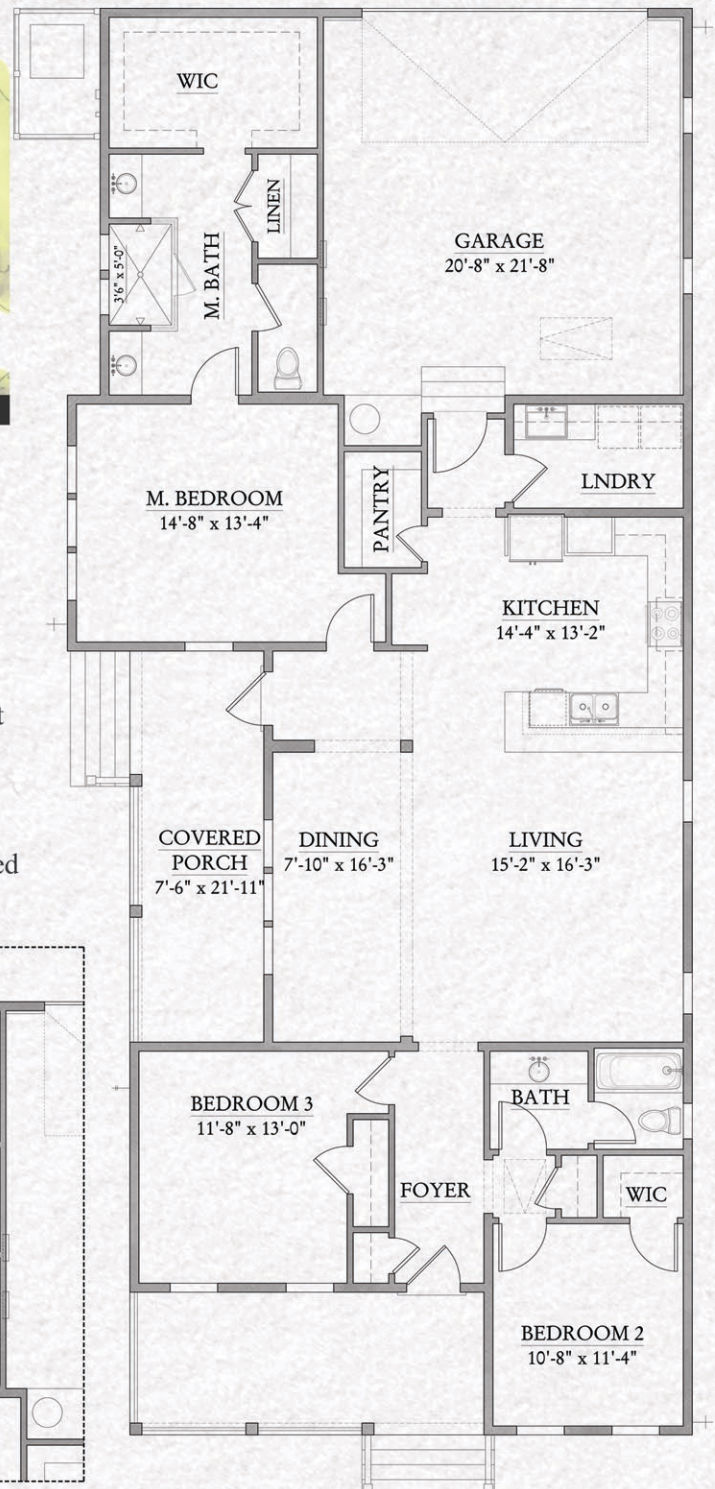 WIC
LINEN
3'6" x 5'-0"
M. BATH
GARAGE
20'-8" x 21'-8"
M. BEDROOM
14'-8" x 13'-4"
PANTRY
LNDRY
KITCHEN
14'-4" x 13'-2"
t
COVERED
PORCH
7'-6" x 21'-11"
DINING
7'-10" x 16'-3"
LIVING
15'-2" x 16'-3"
ed
BEDROOM 3
11'-8" x 13'-0"
BATH
FOYER
WIC
BEDROOM 2
10'-8" x 11'-4"